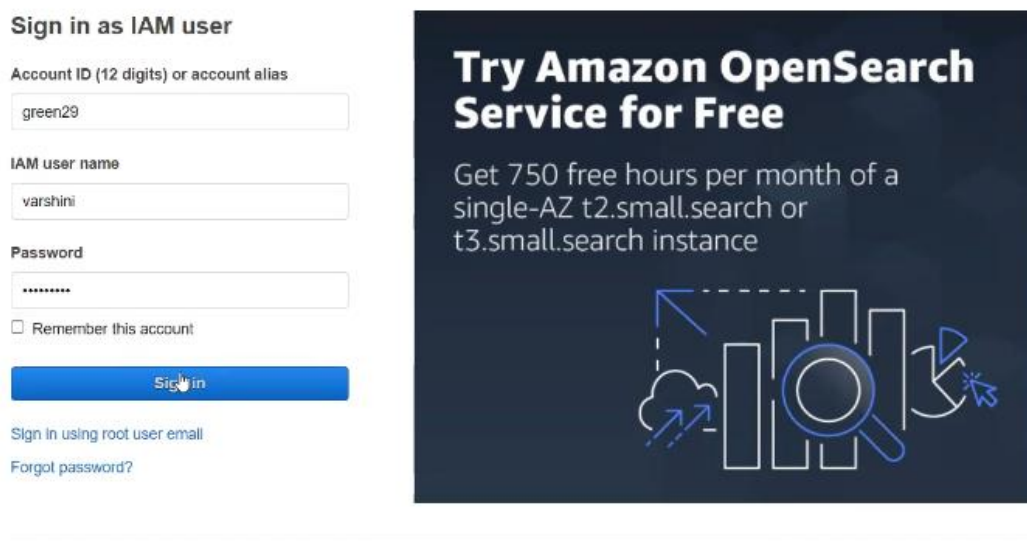 Sign in as IAM user
Account ID (12 digits) or account alias
green29
IAM user name
varshini
Password
•••••••••
Remember this account
Sign in
Sign in using root user email
Forgot password?
Try Amazon OpenSearch
Service for Free
Get 750 free hours per month of a
single-AZ t2.small.search or
t3.small.search instance